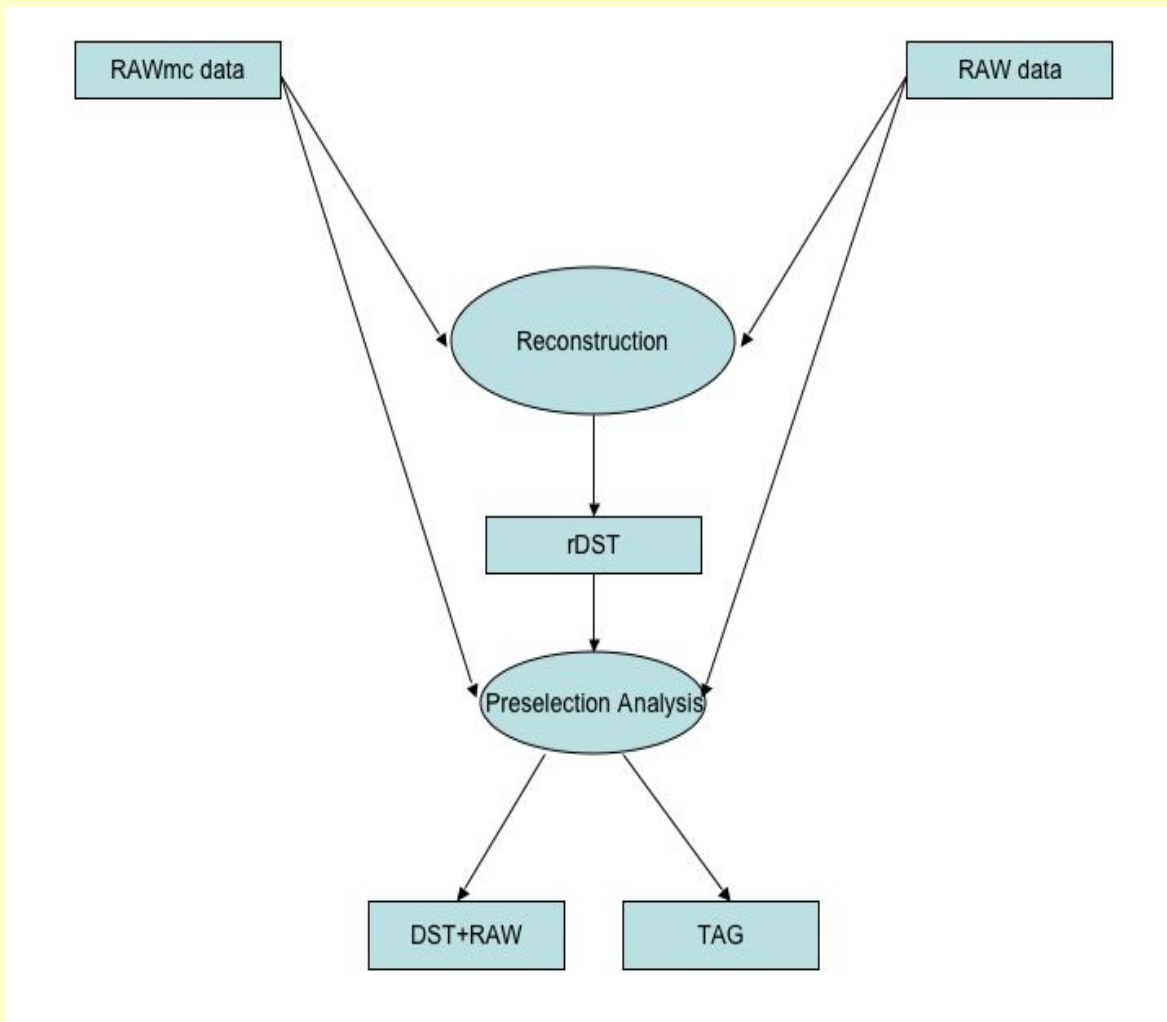 RAWmc data
RAW data
Reconstruction
rDST
Preselection Analysis
DST+RAW
TAG